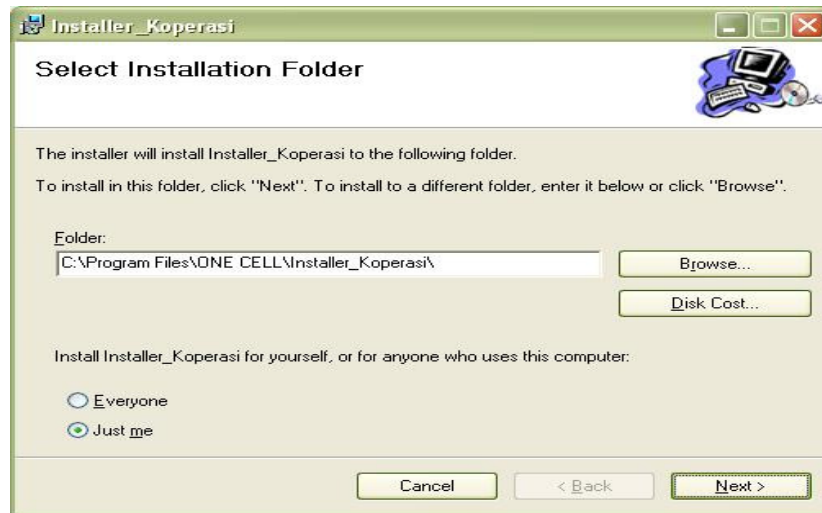 Installer_Koperasi
Select Installation Folder
The installer will install Installer_Koperasi to the following folder.
To install in this folder, click "Next". To install to a different folder, enter it below or click "Browse".
Folder:
C:\Program Files\ONE CELL\Installer_Koperasi\
Browse...
Disk Cost...
Install Installer_Koperasi for yourself, or for anyone who uses this computer:
Everyone
Just me
Cancel
< Back
Next >